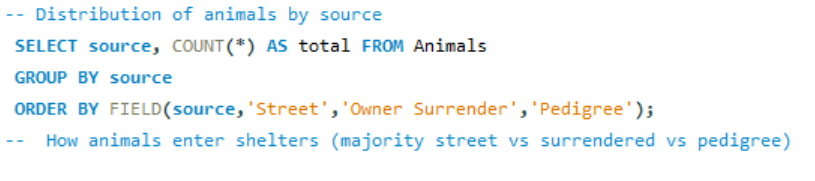 -- Distribution of animals by source
SELECT source, COUNT(*) AS total FROM Animals
GROUP BY source
ORDER BY FIELD(source,'Street','Owner Surrender','Pedigree');
--  How animals enter shelters (majority street vs surrendered vs pedigree)